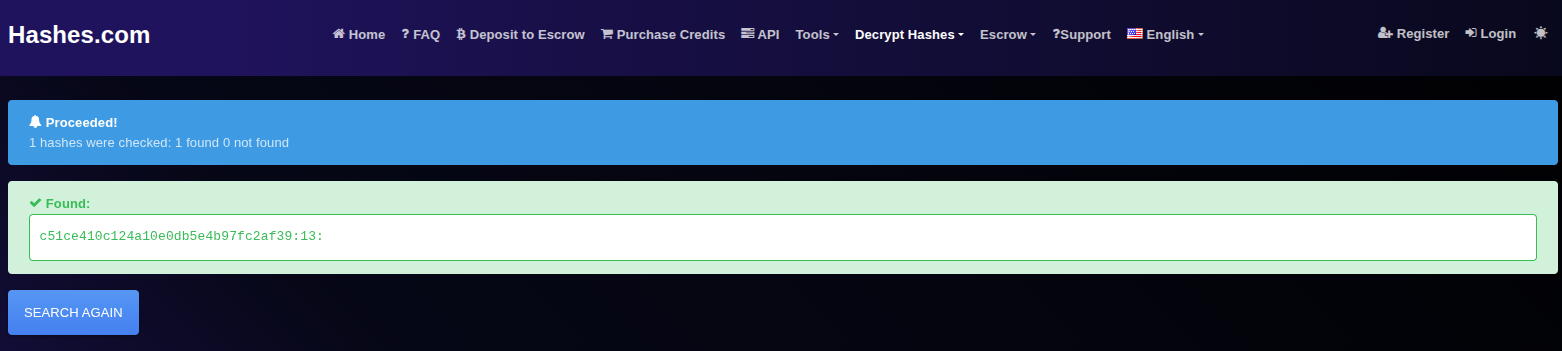 Hashes.com
Home FAQ Deposit to Escrow Purchase Credits API Tools Decrypt Hashes Escrow ?Support English Register Login
Proceeded!
1 hashes were checked: 1 found 0 not found
Found:
c51ce410c124a10e0db5e4b97fc2af39:13:
SEARCH AGAIN